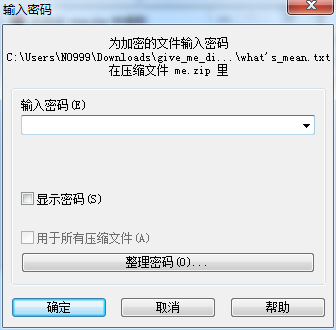 输入密码
为加密的文件输入密码
C:\Users\NO999\Downloads\give_me_di...\what's_mean.txt
在压缩文件 me.zip 里
输入密码(E)
显示密码(S)
用于所有压缩文件(A)
整理密码(O)...
确定
取消
帮助